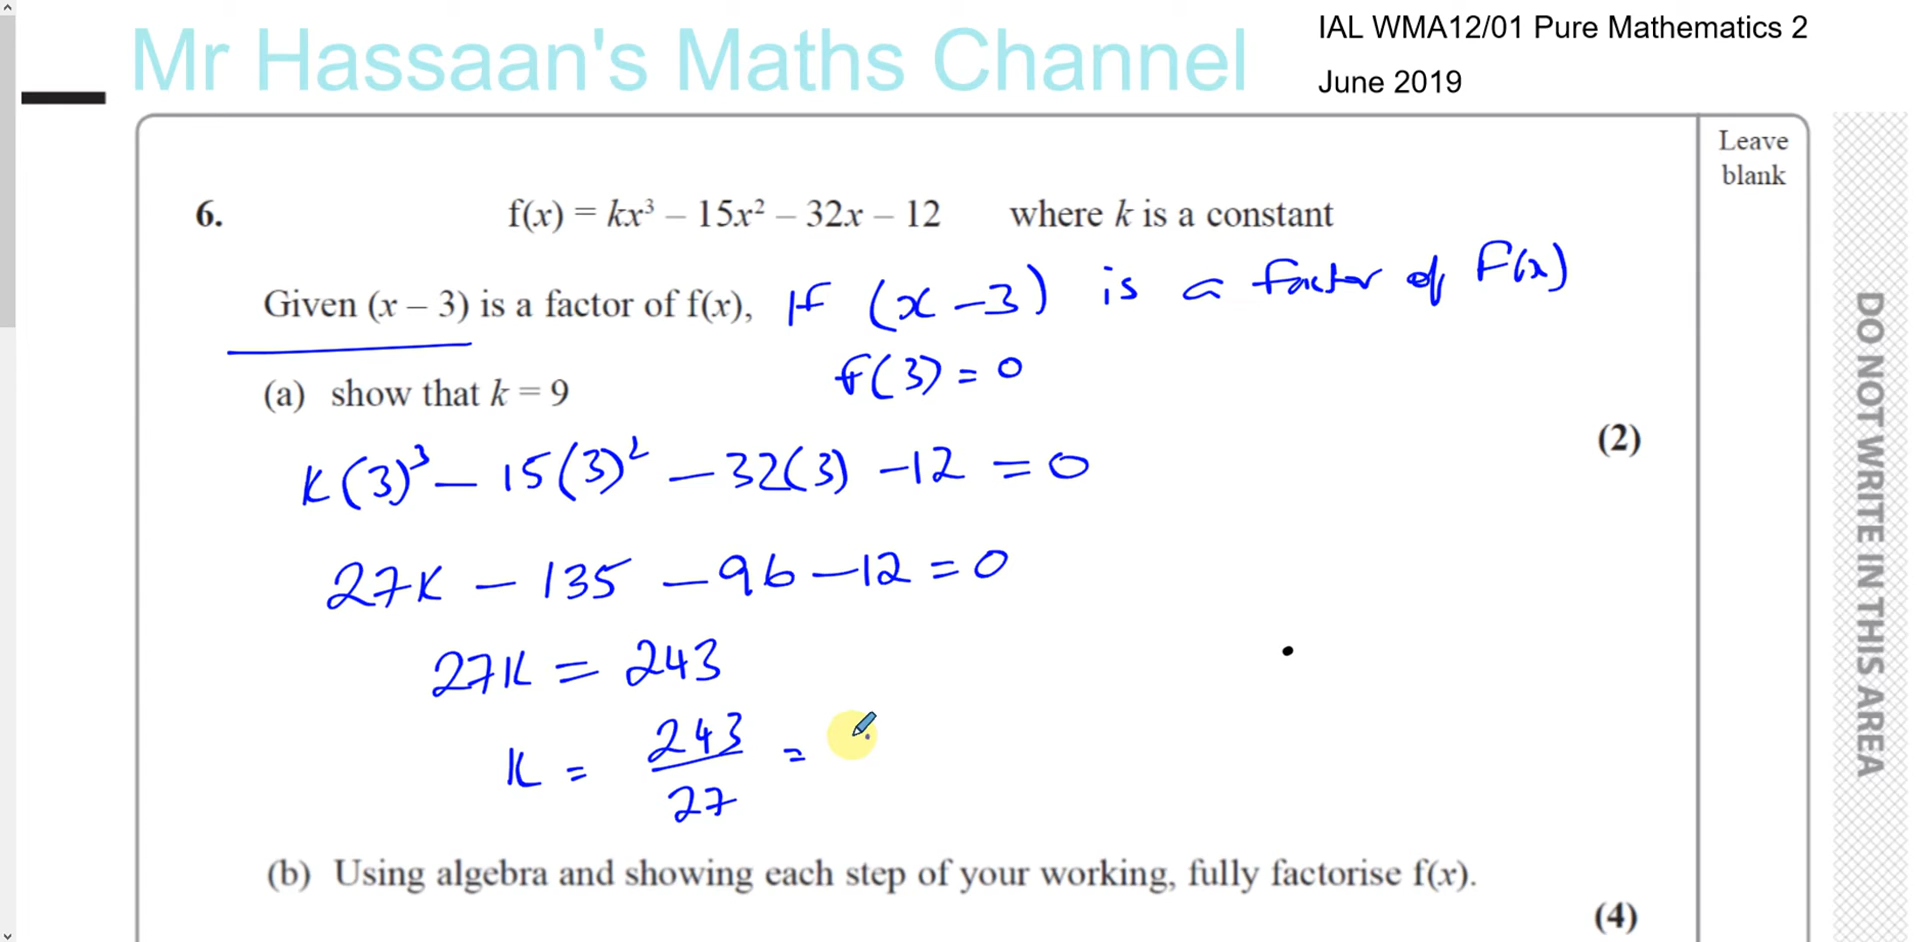 Mr Hassaan's Maths Channel
IAL WMA12/01 Pure Mathematics 2
June 2019
Leave
blank
6. f(x) = kx³ – 15x² – 32x – 12 where k is a constant
Given (x – 3) is a factor of f(x), If (x – 3) is a factor of F(x)
f(3) = 0
(a) show that k = 9
(2)
K(3)³ – 15(3)² – 32(3) – 12 = 0
27K – 135 – 96 – 12 = 0
27K = 243
K = 243/27 =
(b) Using algebra and showing each step of your working, fully factorise f(x).
(4)
DO NOT WRITE IN THIS AREA